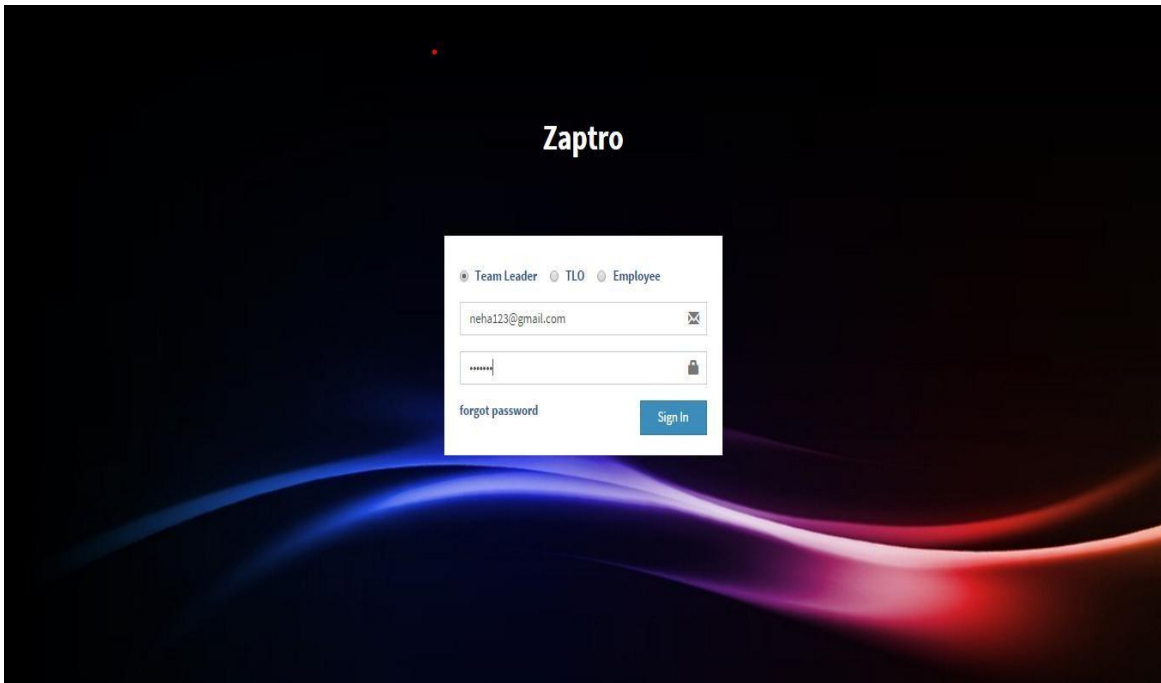 Zaptro
Team Leader TLO Employee
neha123@gmail.com
•••••••
forgot password Sign In